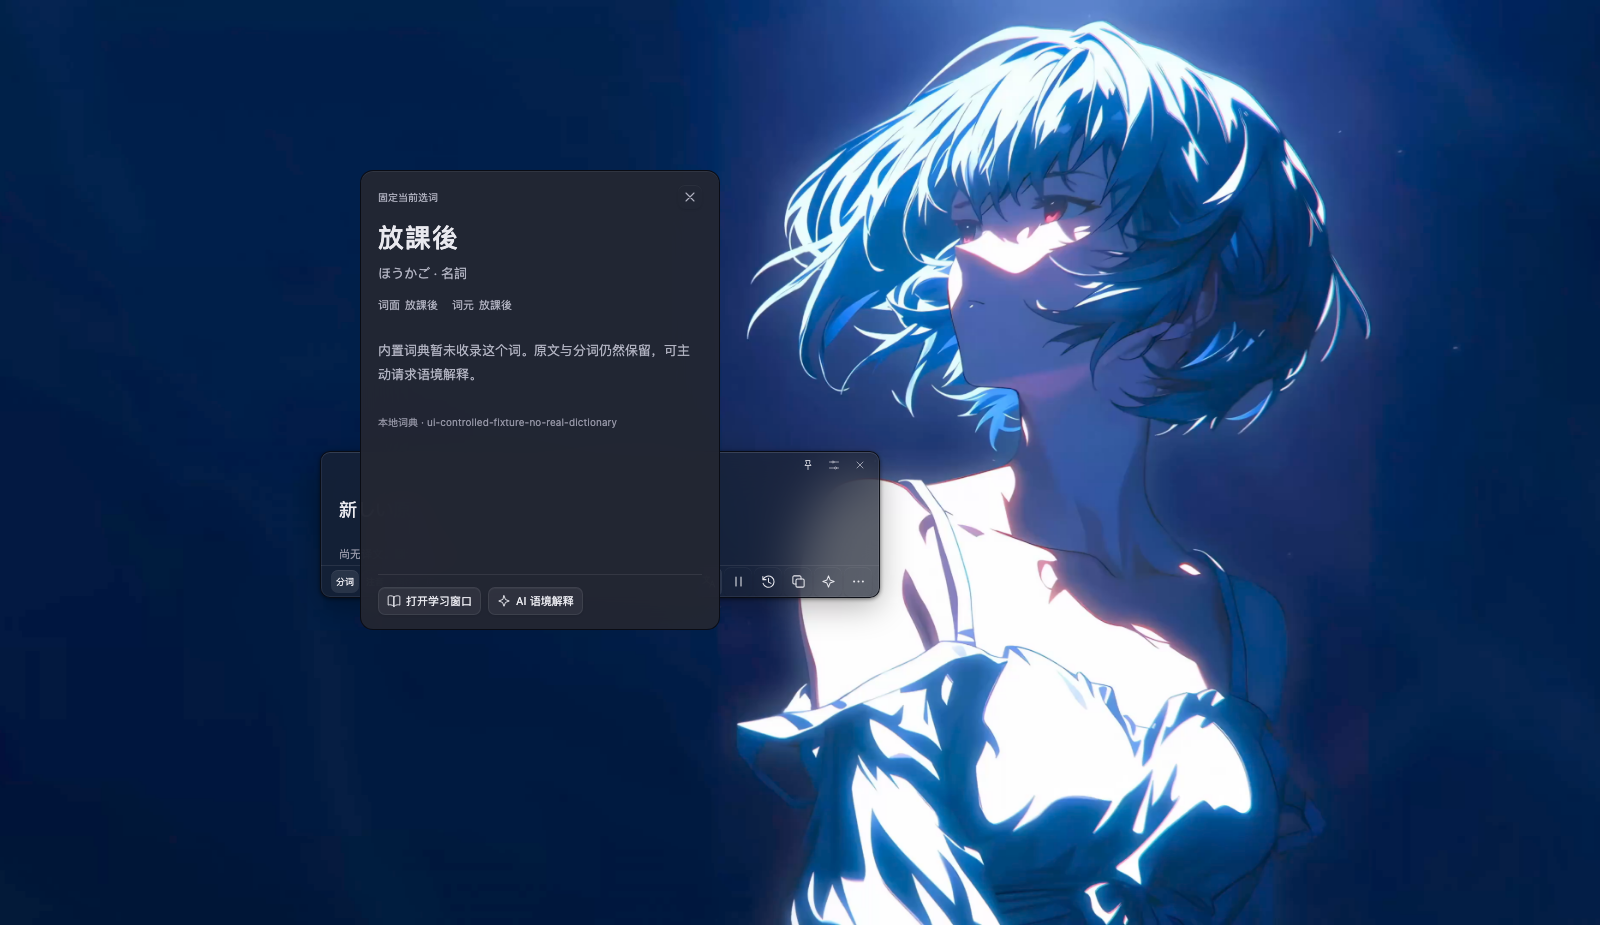 固定当前选词
放課後
ほうかご · 名詞
词面 放課後 词元 放課後
内置词典暂未收录这个词。原文与分词仍然保留，可主
动请求语境解释。
本地词典 · ui-controlled-fixture-no-real-dictionary
新
尚无
分词
打开学习窗口
AI 语境解释